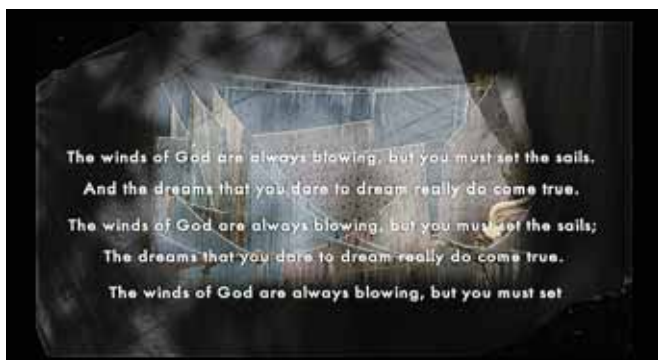 The winds of God are always blowing, but you must set the sails.
And the dreams that you dare to dream really do come true.
The winds of God are always blowing, but you must set the sails;
The dreams that you dare to dream really do come true.
The winds of God are always blowing, but you must set